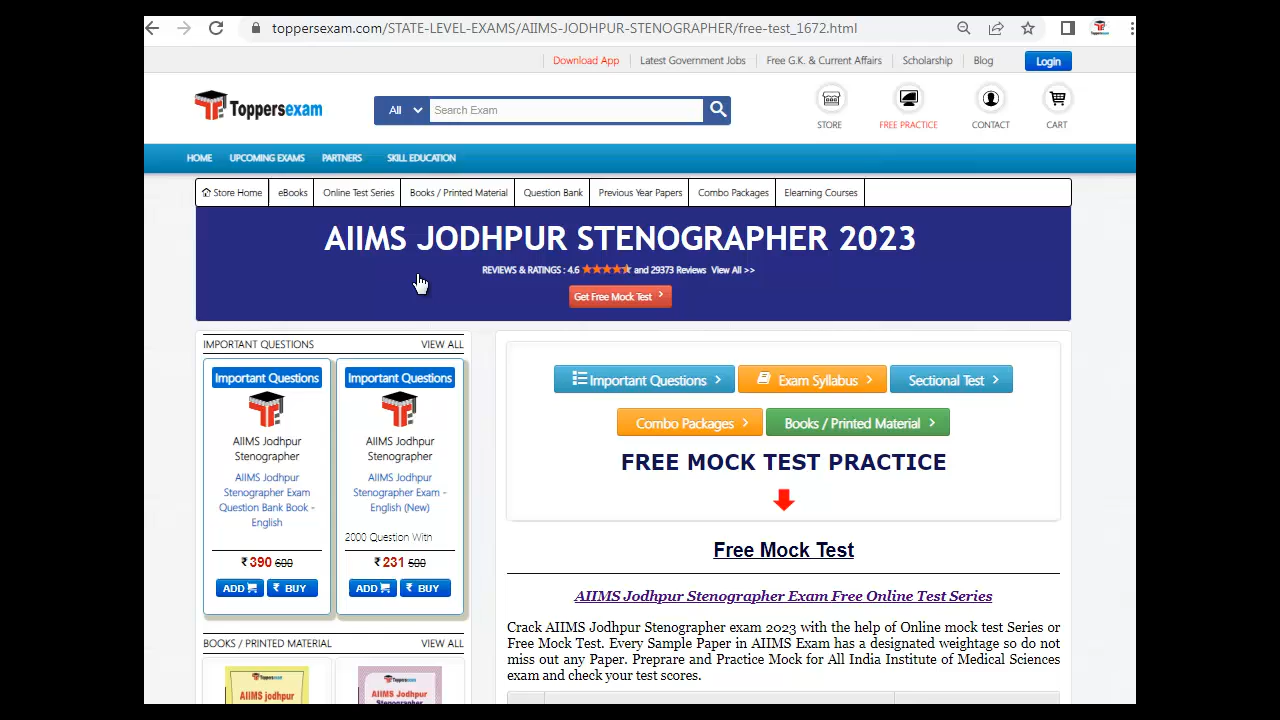 toppersexam.com/STATE-LEVEL-EXAMS/AIIMS-JODHPUR-STENOGRAPHER/free-test_1672.html
Download App Latest Government Jobs Free G.K. & Current Affairs Scholarship Blog Login
Toppersexam
All Search Exam
STORE FREE PRACTICE CONTACT CART
HOME UPCOMING EXAMS PARTNERS SKILL EDUCATION
Store Home eBooks Online Test Series Books / Printed Material Question Bank Previous Year Papers Combo Packages Elearning Courses
AIIMS JODHPUR STENOGRAPHER 2023
REVIEWS & RATINGS : 4.6 and 29373 Reviews View All >>
Get Free Mock Test
IMPORTANT QUESTIONS VIEW ALL
Important Questions
AIIMS Jodhpur
Stenographer
AIIMS Jodhpur
Stenographer Exam
Question Bank Book -
English
₹ 390 600
ADD ₹ BUY
Important Questions
AIIMS Jodhpur
Stenographer
AIIMS Jodhpur
Stenographer Exam -
English (New)
2000 Question With
₹ 231 500
ADD ₹ BUY
BOOKS / PRINTED MATERIAL VIEW ALL
Toppersexam
AIIMS jodhpur
Toppersexam
AIIMS Jodhpur
Important Questions Exam Syllabus Sectional Test
Combo Packages Books / Printed Material
FREE MOCK TEST PRACTICE
Free Mock Test
AIIMS Jodhpur Stenographer Exam Free Online Test Series
Crack AIIMS Jodhpur Stenographer exam 2023 with the help of Online mock test Series or
Free Mock Test. Every Sample Paper in AIIMS Exam has a designated weightage so do not
miss out any Paper. Preprare and Practice Mock for All India Institute of Medical Sciences
exam and check your test scores.